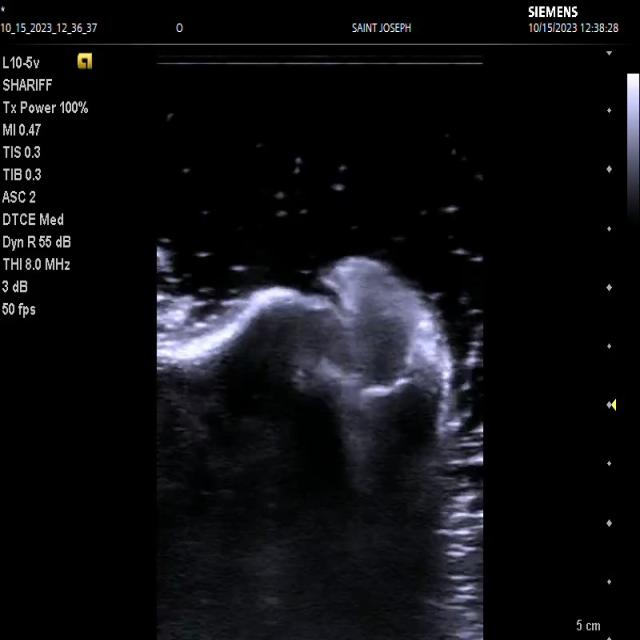 *
SIEMENS
10_15_2023_12_36_37 O SAINT JOSEPH 10/15/2023 12:38:28
L10-5v
SHARIFF
Tx Power 100%
MI 0.47
TIS 0.3
TIB 0.3
ASC 2
DTCE Med
Dyn R 55 dB
THI 8.0 MHz
3 dB
50 fps
5 cm